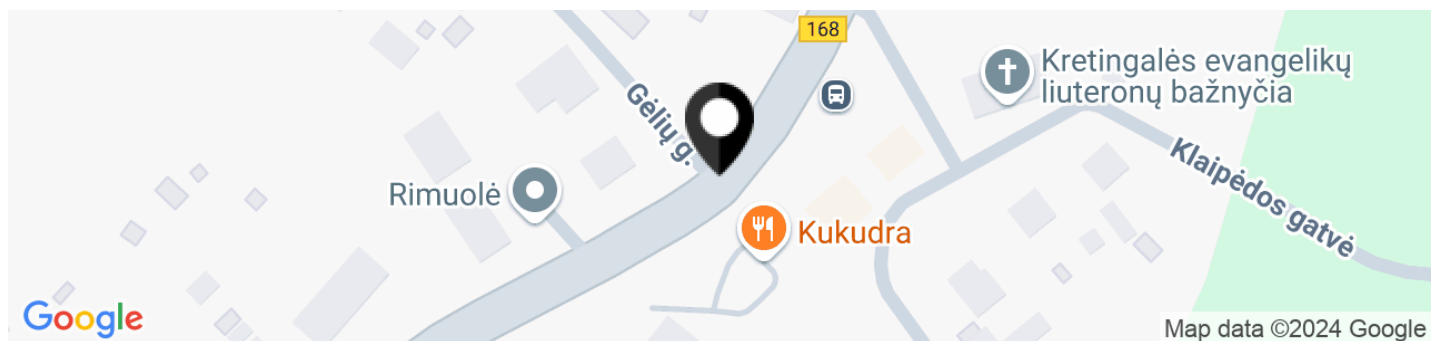 168
Kretingalės evangelikų
liuteronų bažnyčia
Gėlių g.
Klaipėdos gatvė
Rimuolė
Kukudra
Google
Map data ©2024 Google